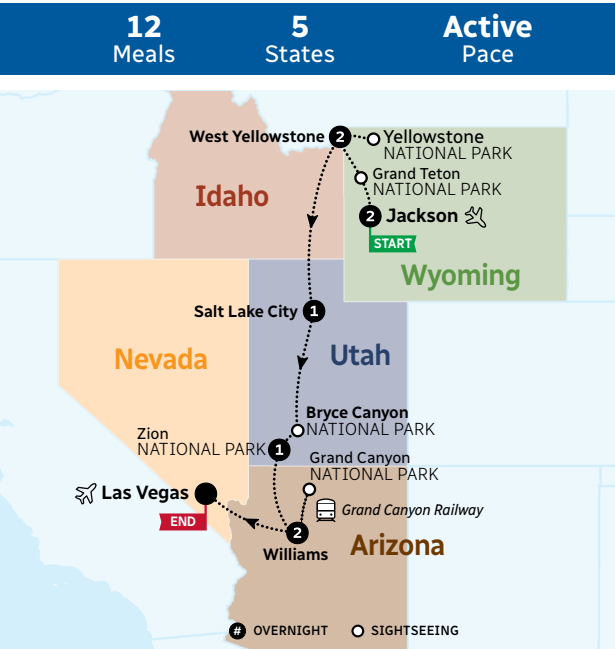 12
Meals
5
States
Active
Pace
West Yellowstone 2
Yellowstone
NATIONAL PARK
Grand Teton
NATIONAL PARK
Idaho
2 Jackson
START
Wyoming
Salt Lake City 1
Nevada
Utah
Bryce Canyon
NATIONAL PARK
Zion
NATIONAL PARK 1
Grand Canyon
NATIONAL PARK
Las Vegas
END
Grand Canyon Railway
2
Williams
Arizona
# OVERNIGHT
SIGHTSEEING